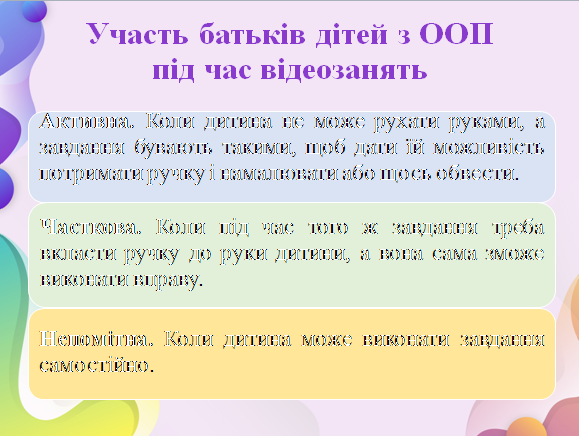 Участь батьків дітей з ООП
під час відеозанять
Активна. Коли дитина не може рухати руками, а
завдання бувають такими, щоб дати їй можливість
потримати ручку і намалювати або щось обвести.
Часткова. Коли під час того ж завдання треба
вкласти ручку до руки дитини, а вона сама зможе
виконати вправу.
Непомітна. Коли дитина може виконати завдання
самостійно.